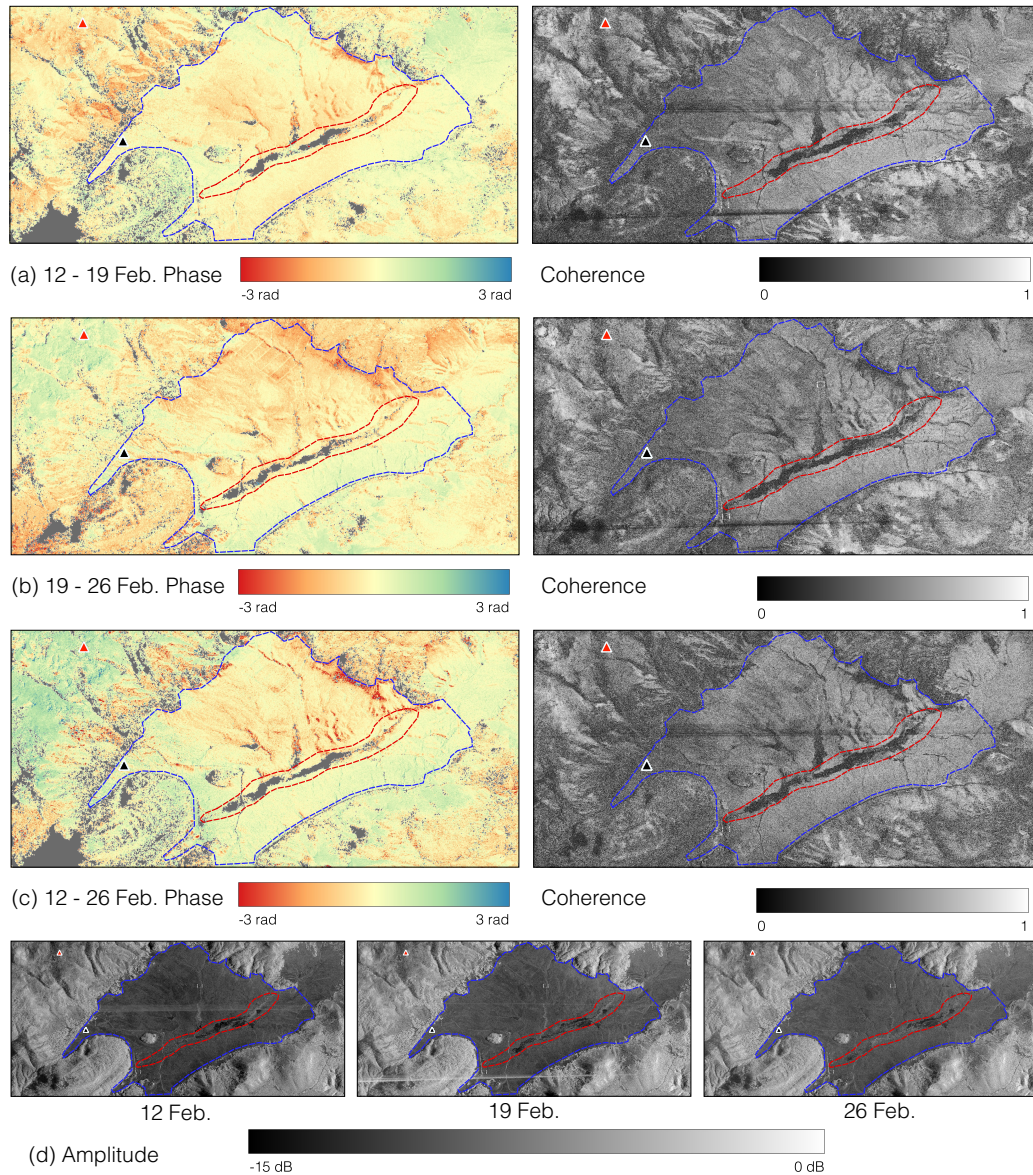 (a) 12 - 19 Feb. Phase
-3 rad
3 rad
Coherence
0
1
(b) 19 - 26 Feb. Phase
-3 rad
3 rad
Coherence
0
1
(c) 12 - 26 Feb. Phase
-3 rad
3 rad
Coherence
0
1
12 Feb.
19 Feb.
26 Feb.
(d) Amplitude
-15 dB
0 dB